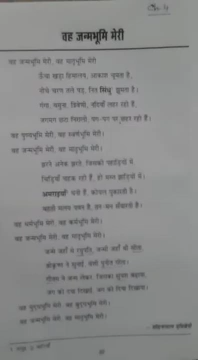 वह जन्मभूमि मेरी
वह जन्मभूमि मेरी, वह मातृभूमि मेरी
ऊँचा खड़ा हिमालय, आकाश चूमता है,
नीचे चरण तले पड़, नित सिंधु झूमता है।
गंगा, यमुना, त्रिवेणी, नदियाँ लहर रही हैं,
पग-पग पर छहर रही हैं।
वह पुण्यभूमि मेरी, वह स्वर्णभूमि मेरी।
वह जन्मभूमि मेरी, वह मातृभूमि मेरी।
झरने अनेक झरते, जिसकी पहाड़ियों में
चिड़ियाँ चहक रही हैं, हो मस्त झाड़ियों में।
अमराइयाँ घनी हैं, कोयल पुकारती है।
बहती मलय पवन है, तन मन सँवारती है।
वह धर्मभूमि मेरी, वह कर्मभूमि मेरी।
वह जन्मभूमि मेरी, वह मातृभूमि मेरी।
जन्मे जहाँ थे रघुपति, जन्मी जहाँ थीं सीता,
श्रीकृष्ण ने सुनाई, वंशी पुनीत गीता।
गौतम ने जन्म लेकर, जिसका सुयश बढ़ाया,
जग को दया सिखाई, जग को दिया दिखाया।
वह युद्धभूमि मेरी, वह बुद्धभूमि मेरी।
वह जन्मभूमि मेरी, वह मातृभूमि मेरी।
- सोहनलाल द्विवेदी